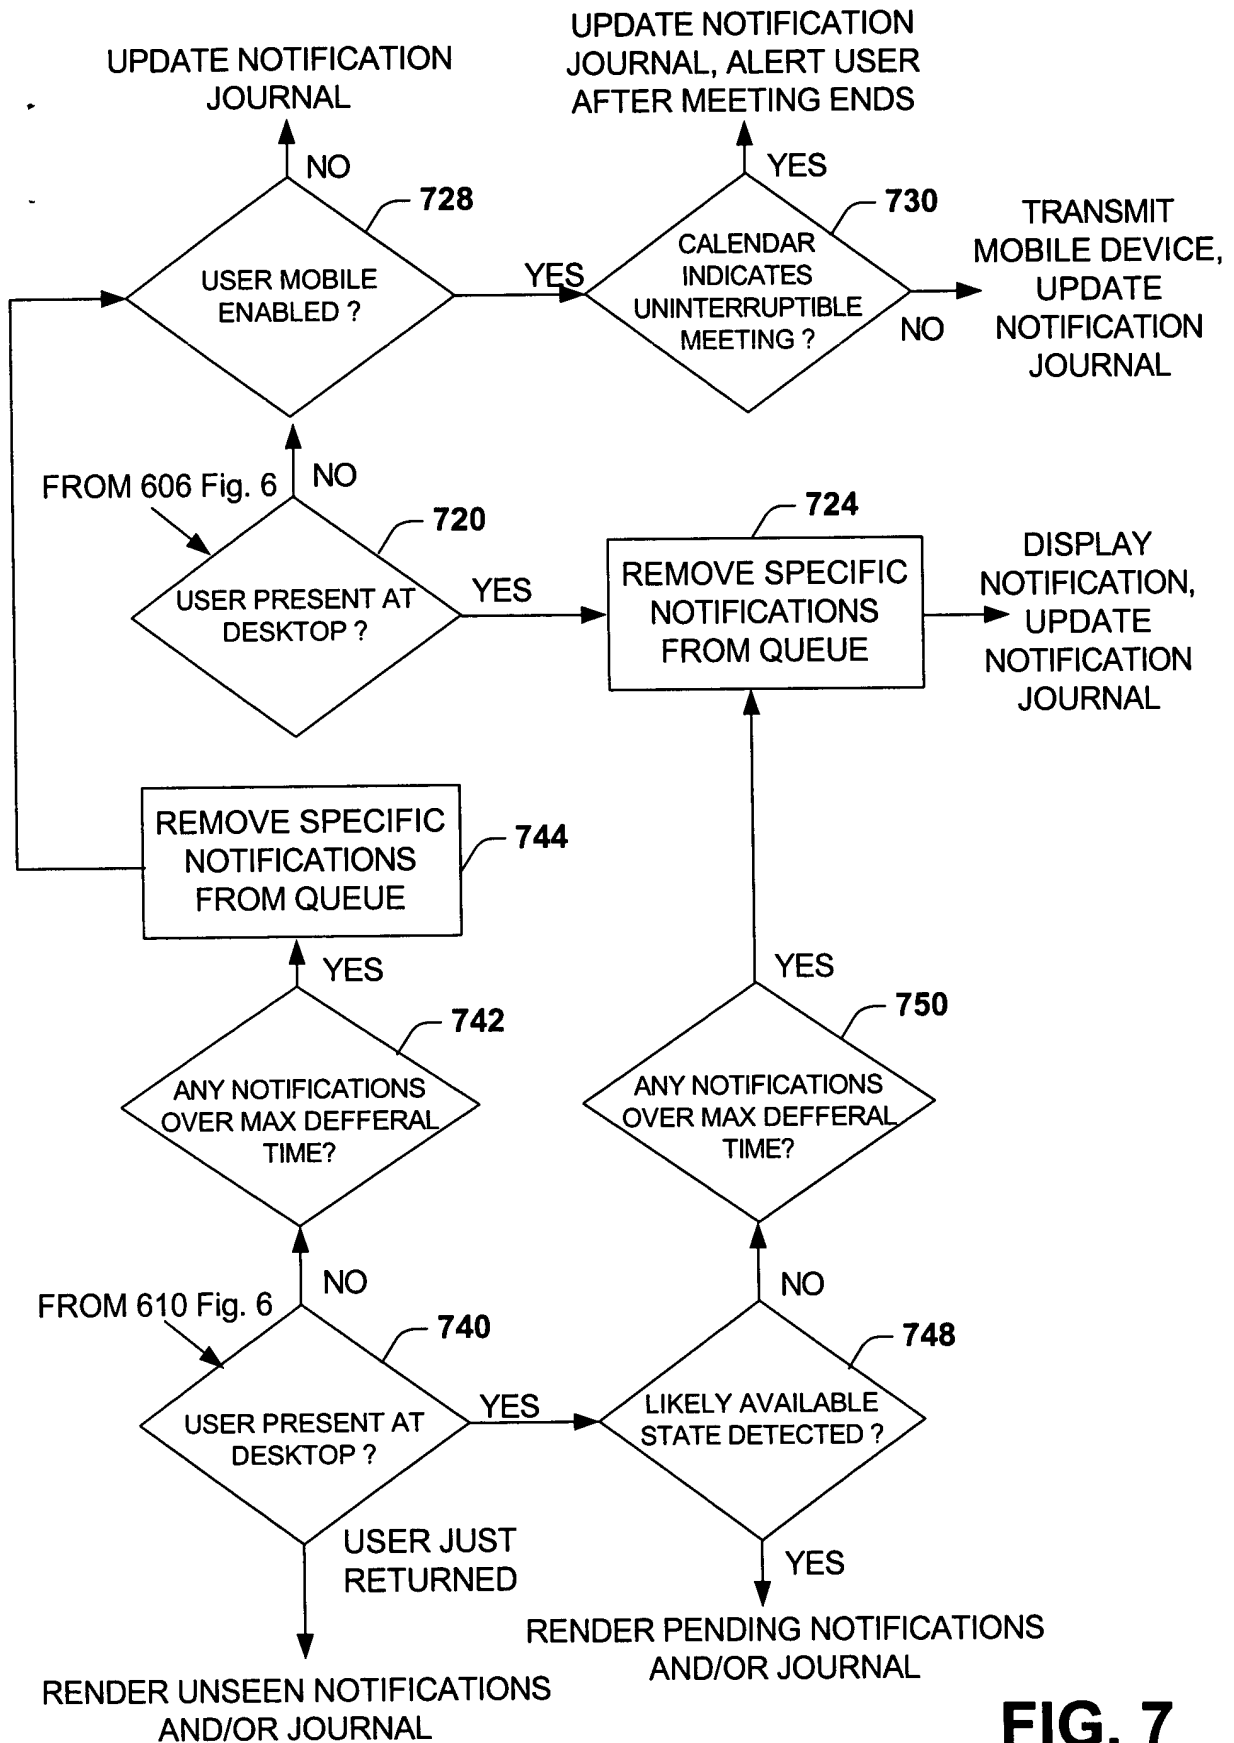 UPDATE NOTIFICATION
JOURNAL
UPDATE NOTIFICATION
JOURNAL, ALERT USER
AFTER MEETING ENDS
NO
YES
728
730
USER MOBILE
ENABLED ?
YES
CALENDAR
INDICATES
UNINTERRUPTIBLE
MEETING ?
NO
TRANSMIT
MOBILE DEVICE,
UPDATE
NOTIFICATION
JOURNAL
FROM 606 Fig. 6
NO
720
724
USER PRESENT AT
DESKTOP ?
YES
REMOVE SPECIFIC
NOTIFICATIONS
FROM QUEUE
DISPLAY
NOTIFICATION,
UPDATE
NOTIFICATION
JOURNAL
REMOVE SPECIFIC
NOTIFICATIONS
FROM QUEUE
744
YES
YES
742
750
ANY NOTIFICATIONS
OVER MAX DEFFERAL
TIME?
ANY NOTIFICATIONS
OVER MAX DEFFERAL
TIME?
NO
NO
FROM 610 Fig. 6
740
748
USER PRESENT AT
DESKTOP ?
YES
LIKELY AVAILABLE
STATE DETECTED ?
USER JUST
RETURNED
YES
RENDER PENDING NOTIFICATIONS
AND/OR JOURNAL
RENDER UNSEEN NOTIFICATIONS
AND/OR JOURNAL
FIG. 7